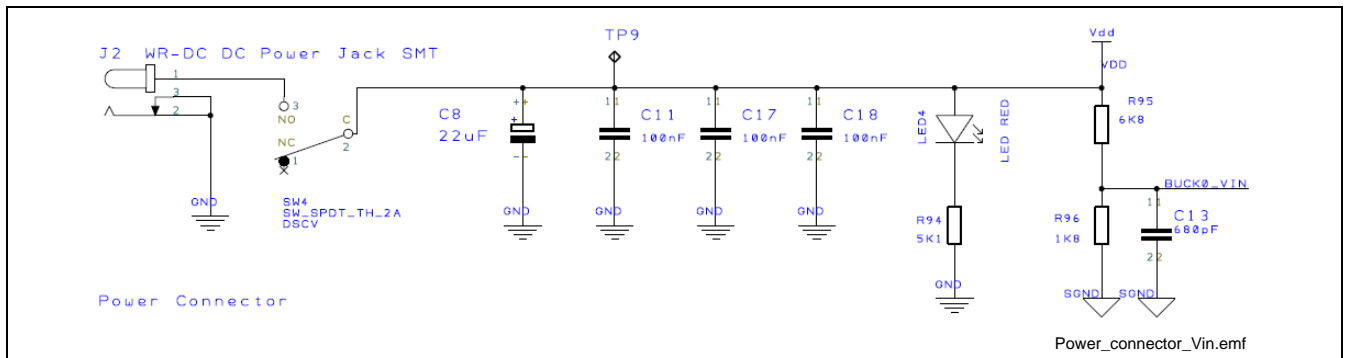 TP9
Vdd
J2 WR-DC DC Power Jack SMT
VDD
1
3
2
3
NO
C
2
NC
1
C8
22uF
+ +
+
- -
11
C11
100nF
22
11
C17
100nF
22
11
C18
100nF
22
LED4
LED RED
R95
6K8
BUCK0_VIN
GND
SW4
SW_SPDT_TH_2A
DSCV
GND
GND
GND
GND
R94
5K1
GND
R96
1K8
11
C13
680pF
22
SGND
SGND
Power Connector
Power_connector_Vin.emf